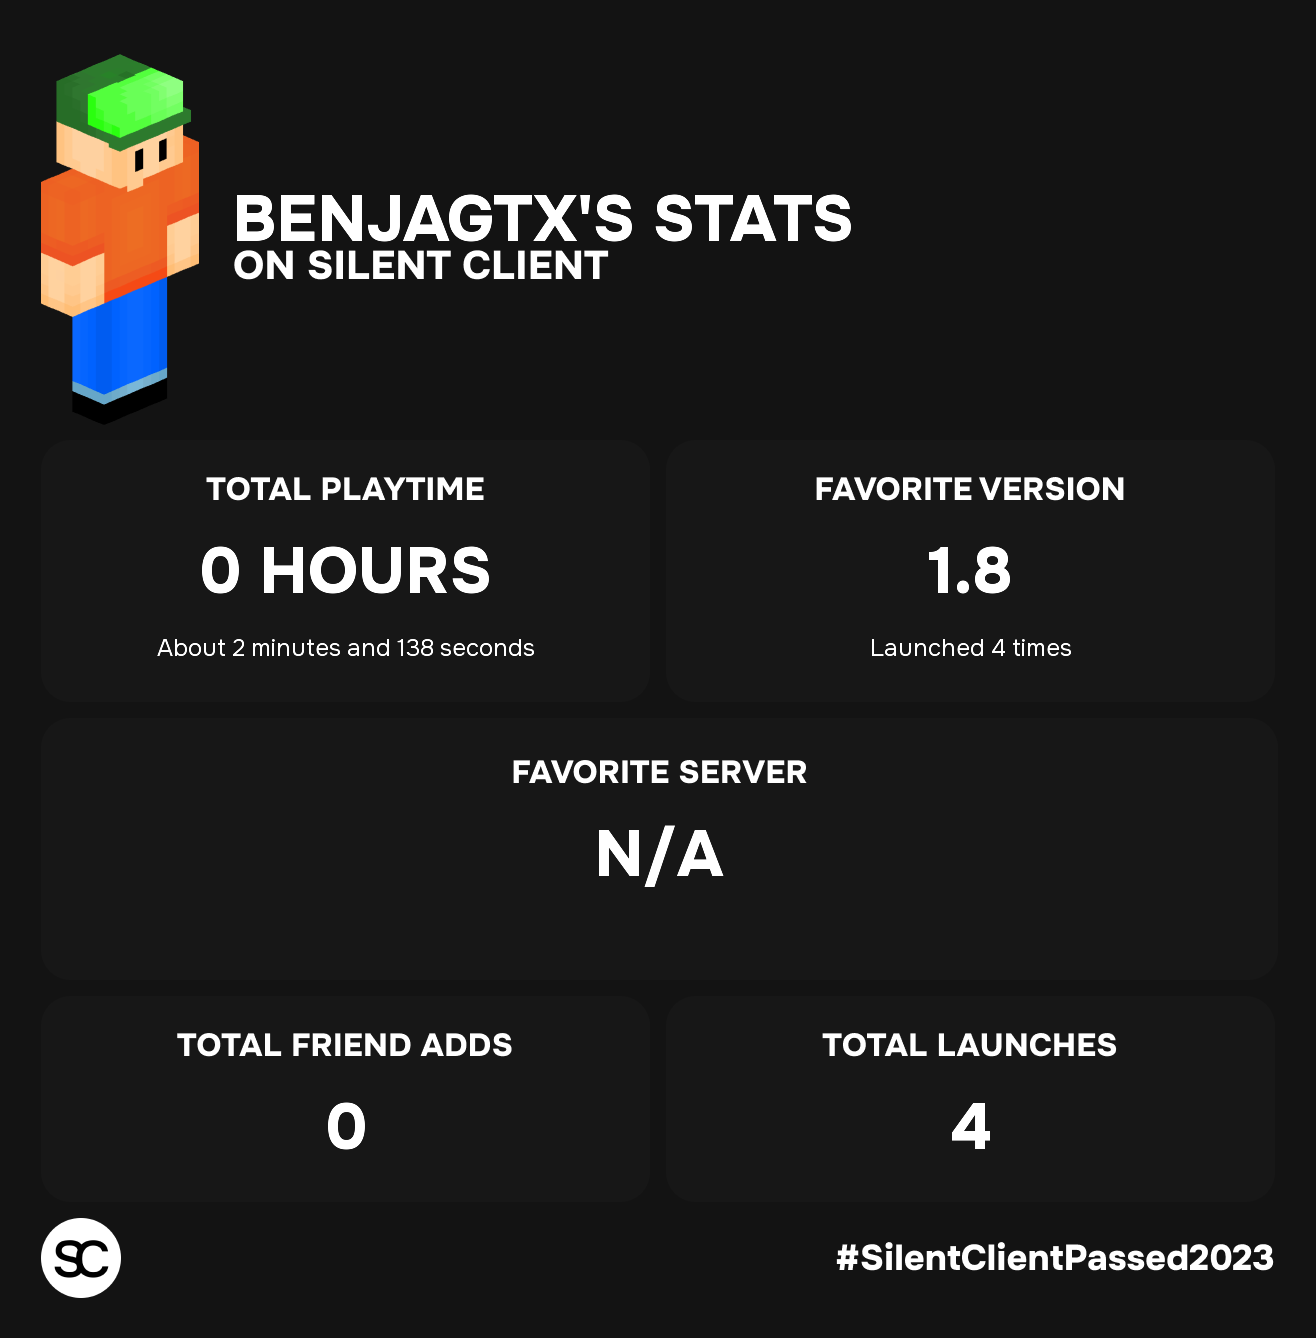 BENJAGTX'S STATS
ON SILENT CLIENT
TOTAL PLAYTIME
0 HOURS
About 2 minutes and 138 seconds
FAVORITE VERSION
1.8
Launched 4 times
FAVORITE SERVER
N/A
TOTAL FRIEND ADDS
0
TOTAL LAUNCHES
4
SC
#SilentClientPassed2023